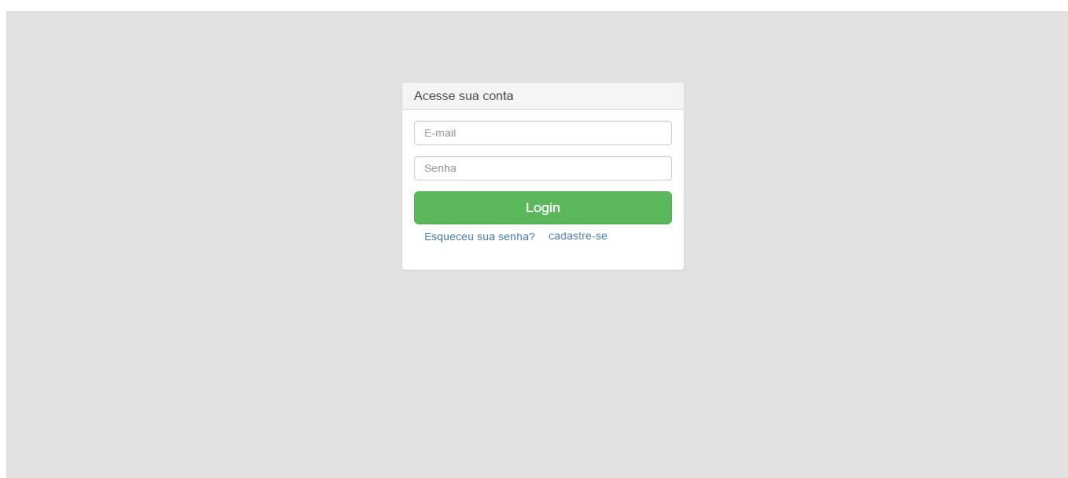 Acesse sua conta
E-mail
Senha
Login
Esqueceu sua senha? cadastre-se